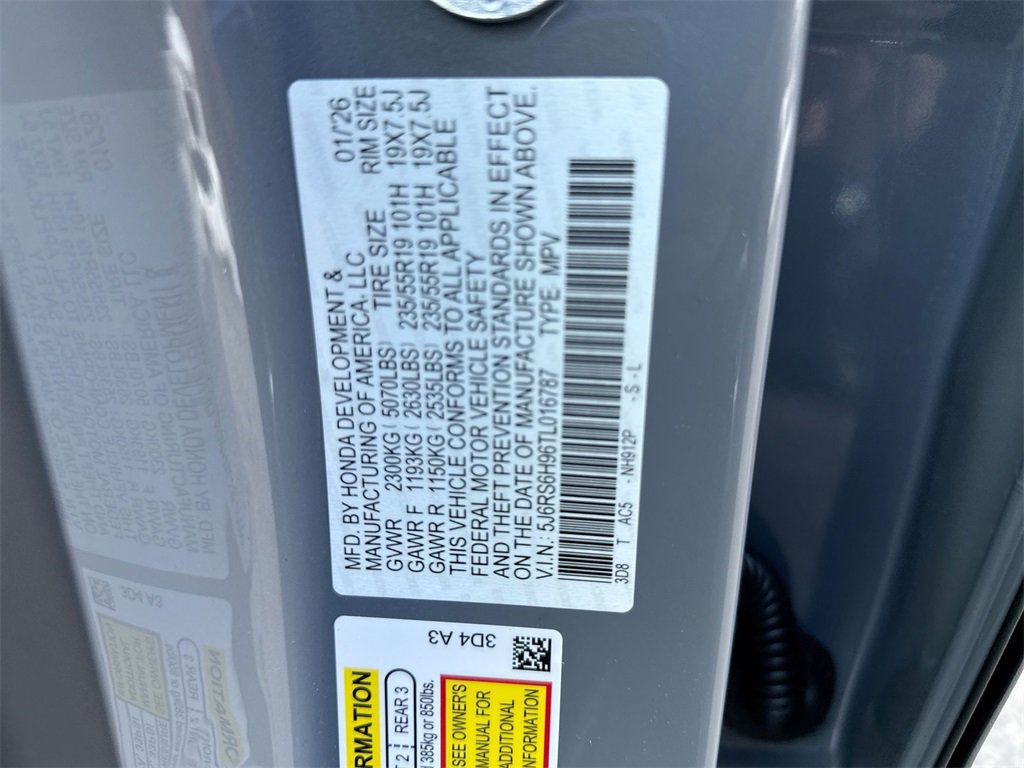 MFD. BY HONDA DEVELOPMENT & 01/26
MANUFACTURING OF AMERICA, LLC
TIRE SIZE RIM SIZE
GVWR 2300KG ( 5070LBS)
GAWR F 1193KG ( 2630LBS) 235/55R19 101H 19X7.5J
GAWR R 1150KG ( 2535LBS) 235/55R19 101H 19X7.5J
THIS VEHICLE CONFORMS TO ALL APPLICABLE
FEDERAL MOTOR VEHICLE SAFETY
AND THEFT PREVENTION STANDARDS IN EFFECT
ON THE DATE OF MANUFACTURE SHOWN ABOVE.
V.I.N.: 5J6RS6H96TL016787 TYPE: MPV
3D8 T AC5 -NH912P -S-L
3D4 A3
RMATION
T 2 | REAR 3
385kg or 850lbs.
SEE OWNER'S
MANUAL FOR
ADDITIONAL
INFORMATION